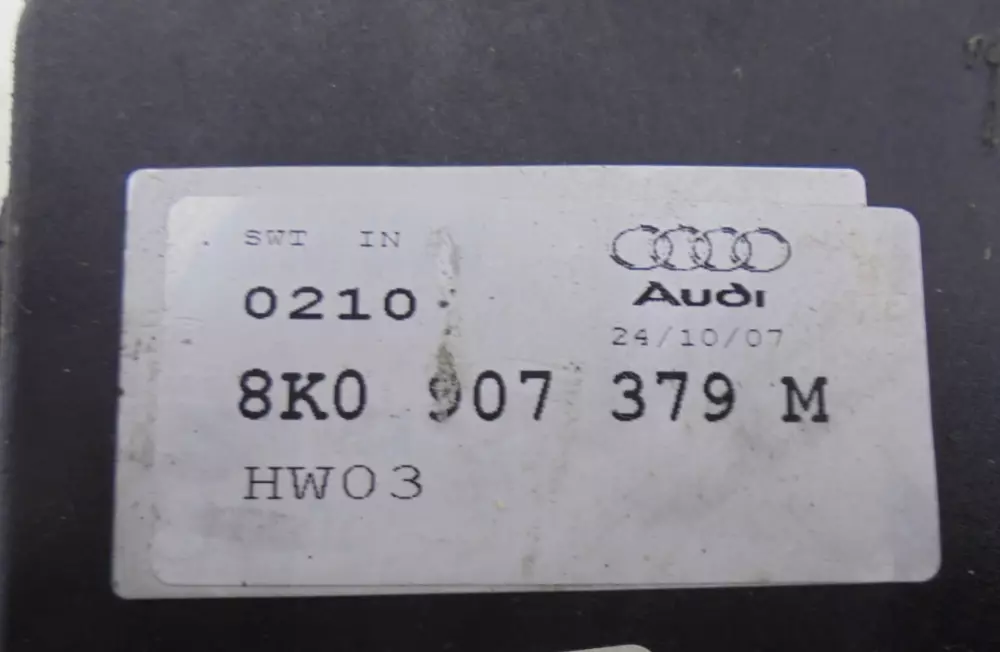 SWT IN
0210
Audi
24/10/07
8K0 907 379 M
HW03